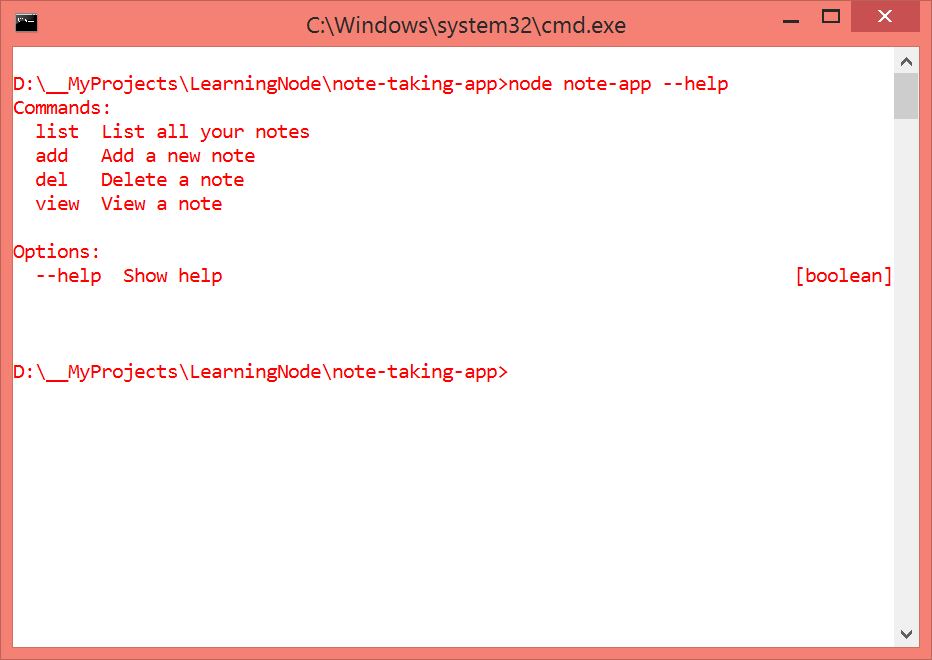 C:\Windows\system32\cmd.exe
D:\__MyProjects\LearningNode\note-taking-app>node note-app --help
Commands:
  list  List all your notes
  add   Add a new note
  del   Delete a note
  view  View a note
Options:
  --help  Show help                                                    [boolean]
D:\__MyProjects\LearningNode\note-taking-app>